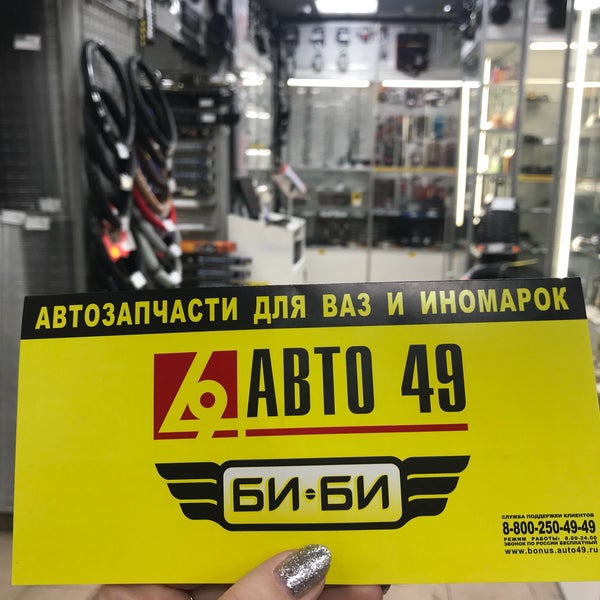 АВТОЗАПЧАСТИ ДЛЯ ВАЗ И ИНОМАРОК
49 АВТО 49
БИ-БИ
СЛУЖБА ПОДДЕРЖКИ КЛИЕНТОВ
8-800-250-49-49
РЕЖИМ РАБОТЫ: 8.00-24.00
ЗВОНОК ПО РОССИИ БЕСПЛАТНЫЙ
www.bonus.auto49.ru